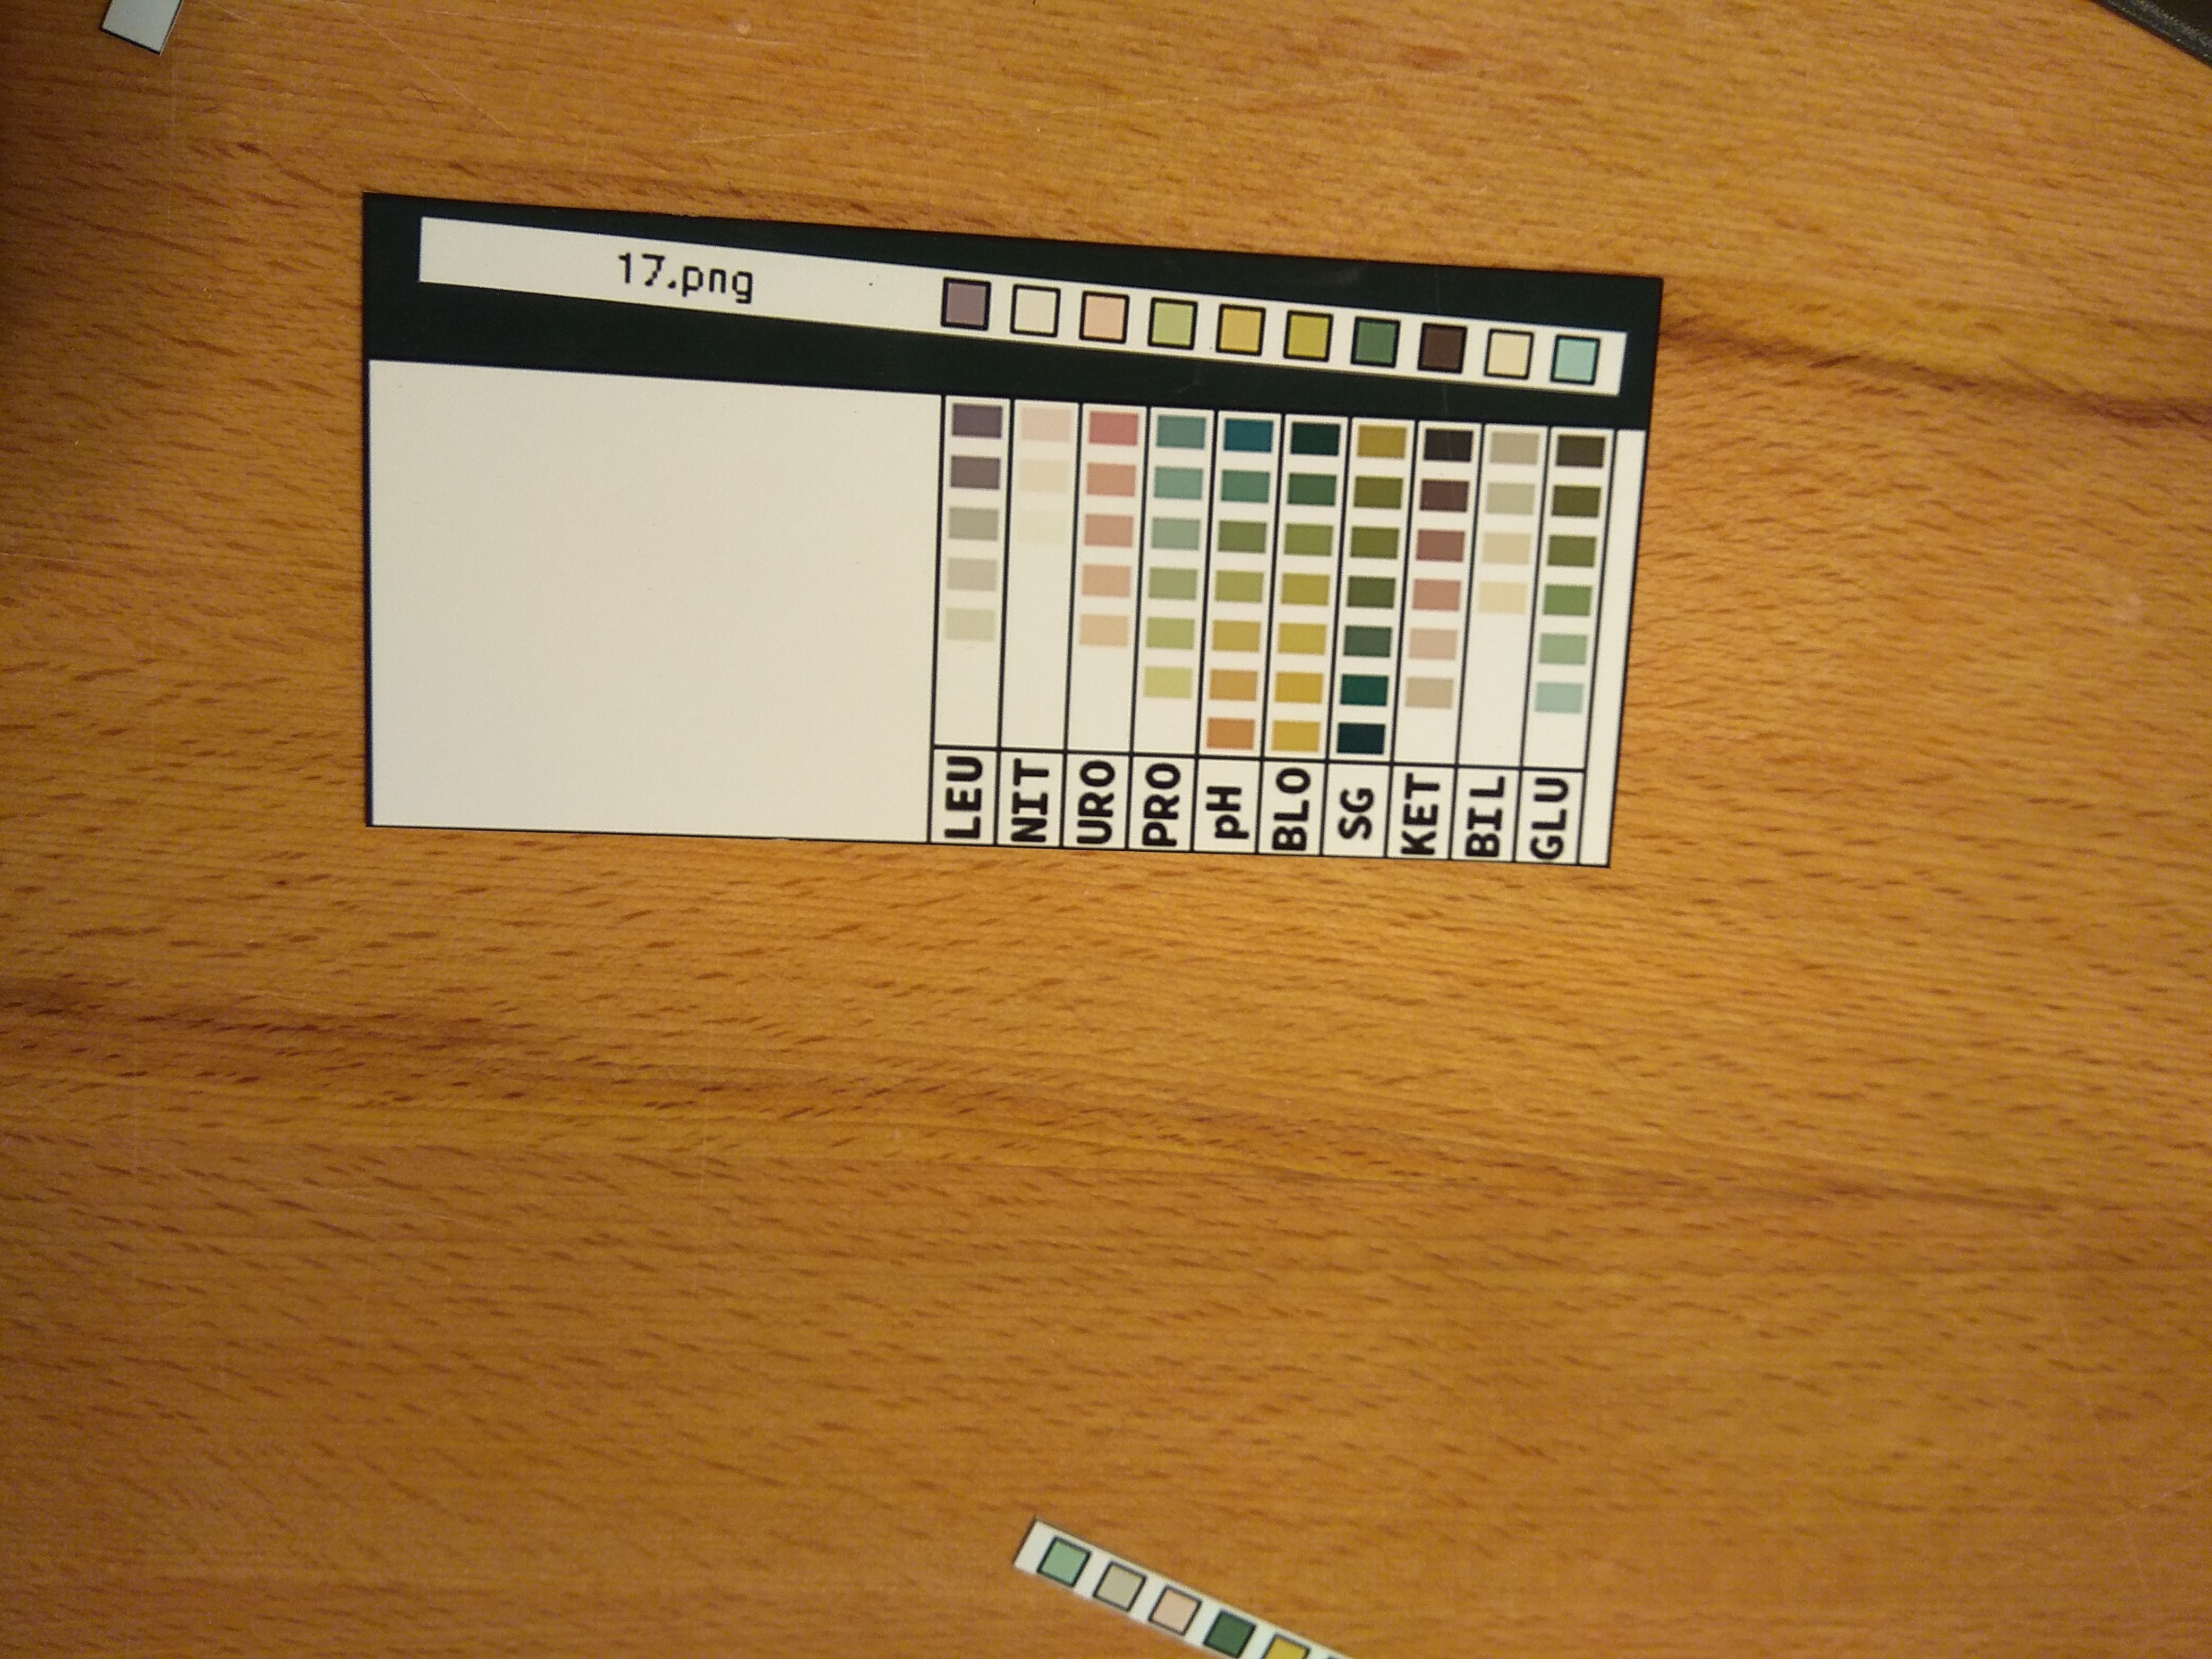 17.png
LEU
NIT
URO
PRO
pH
BLO
SG
KET
BIL
GLU